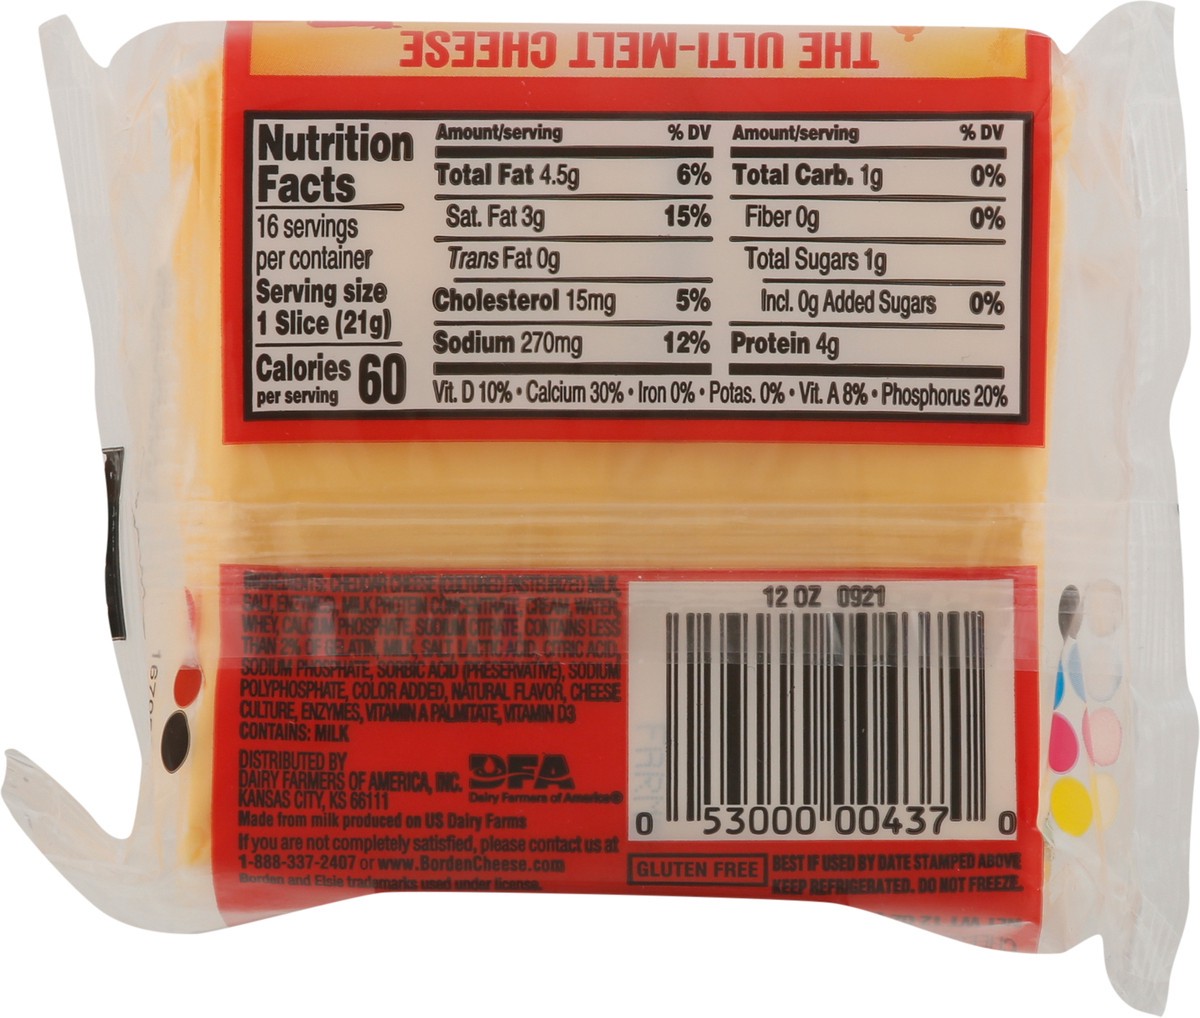 THE ULTI-MELT CHEESE
Nutrition
Facts
16 servings
per container
Serving size
1 Slice (21g)
Calories 60
per serving
Amount/serving % DV
Total Fat 4.5g 6%
Sat. Fat 3g 15%
Trans Fat 0g
Cholesterol 15mg 5%
Sodium 270mg 12%
Amount/serving % DV
Total Carb. 1g 0%
Fiber 0g 0%
Total Sugars 1g
Incl. 0g Added Sugars 0%
Protein 4g
Vit. D 10% • Calcium 30% • Iron 0% • Potas. 0% • Vit. A 8% • Phosphorus 20%
INGREDIENTS: CHEDDAR CHEESE (CULTURED PASTEURIZED MILK,
SALT, ENZYMES), MILK PROTEIN CONCENTRATE, CREAM, WATER,
WHEY, CALCIUM PHOSPHATE, SODIUM CITRATE, CONTAINS LESS
THAN 2% OF GELATIN, MILK, SALT, LACTIC ACID, CITRIC ACID,
SODIUM PHOSPHATE, SORBIC ACID (PRESERVATIVE), SODIUM
POLYPHOSPHATE, COLOR ADDED, NATURAL FLAVOR, CHEESE
CULTURE, ENZYMES, VITAMIN A PALMITATE, VITAMIN D3
CONTAINS: MILK
DISTRIBUTED BY
DAIRY FARMERS OF AMERICA, INC.
KANSAS CITY, KS 66111
DFA
Dairy Farmers of America®
Made from milk produced on US Dairy Farms
If you are not completely satisfied, please contact us at
1-888-337-2407 or www.BordenCheese.com
Borden and Elsie trademarks used under license.
12 OZ 0921
0 53000 00437 0
GLUTEN FREE
BEST IF USED BY DATE STAMPED ABOVE
KEEP REFRIGERATED. DO NOT FREEZE.